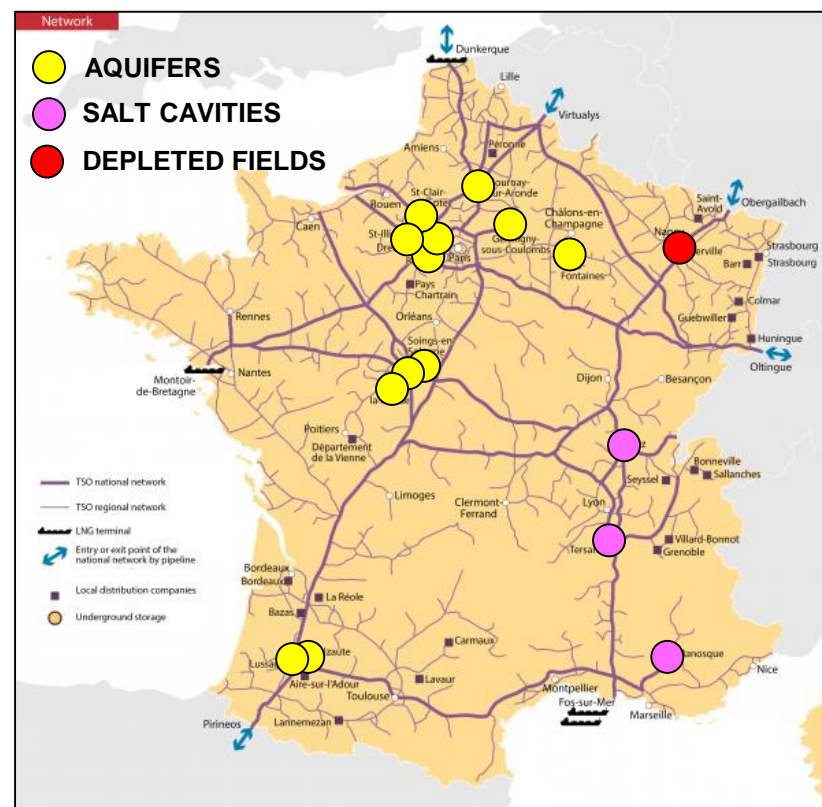 Network
AQUIFERS
SALT CAVITIES
DEPLETED FIELDS
Dunkerque
Lille
Virtualys
Péronne
Amiens
Rouen
St-Clair
Caen
Paris
sous-Coulombs
Châlons-en-
Champagne
Fontaines
Saint-
Avold
Obergailbach
Strasbourg
Barr
Strasbourg
Colmar
Guebwiller
Huningue
Oltingue
Pays
Chartrain
Orléans
Soings-en-
Rennes
Nantes
Montoir-
de-Bretagne
Dijon
Besançon
Poitiers
Département
de la Vienne
Limoges
Clermont-
Ferrand
Lyon
Seyssel
Bonneville
Sallanches
Villard-Bonnot
Grenoble
TSO national network
TSO regional network
LNG terminal
Entry or exit point of the
national network by pipeline
Local distribution companies
Underground storage
Bordeaux
Bordeaux
La Réole
Bazas
Aire-sur-l'Adour
Toulouse
Carmaux
Lavaur
Lannemezan
Pirineos
Montpellier
Fos-sur-Mer
Marseille
Nice